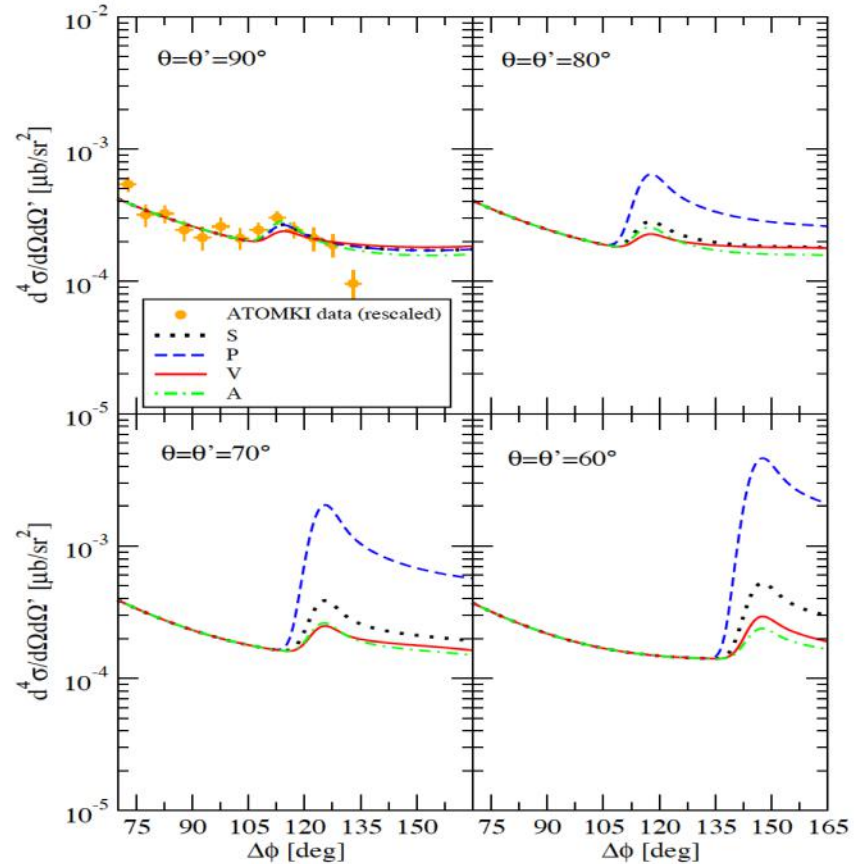 10⁻²
θ=θ'=90°
θ=θ'=80°
10⁻³
d⁴σ/dΩdΩ' [μb/sr²]
10⁻⁴
ATOMKI data (rescaled)
S
P
V
A
10⁻⁵
θ=θ'=70°
θ=θ'=60°
10⁻³
d⁴σ/dΩdΩ' [μb/sr²]
10⁻⁴
10⁻⁵
75 90 105 120 135 150 75 90 105 120 135 150 165
Δϕ [deg] Δϕ [deg]